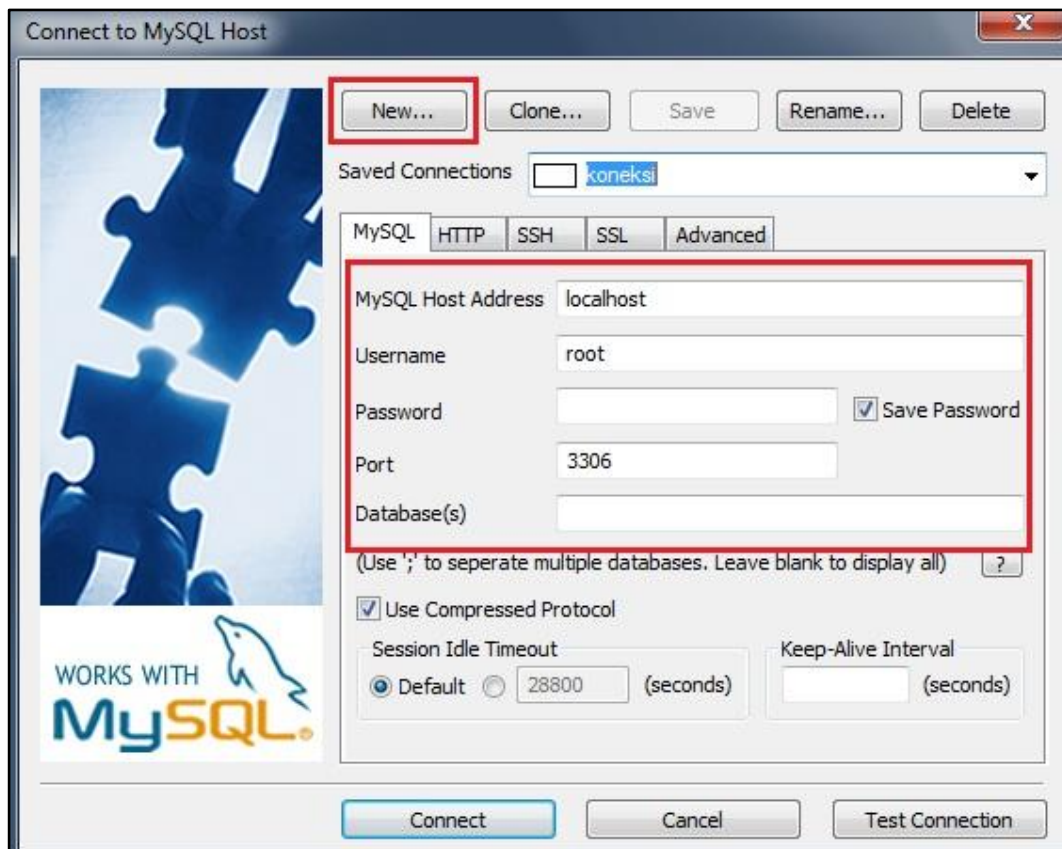 Connect to MySQL Host
New... Clone... Save Rename... Delete
Saved Connections koneksi
MySQL HTTP SSH SSL Advanced
MySQL Host Address localhost
Username root
Password Save Password
Port 3306
Database(s)
(Use ';' to seperate multiple databases. Leave blank to display all) ?
Use Compressed Protocol
Session Idle Timeout Keep-Alive Interval
Default 28800 (seconds) (seconds)
WORKS WITH
MySQL®
Connect Cancel Test Connection